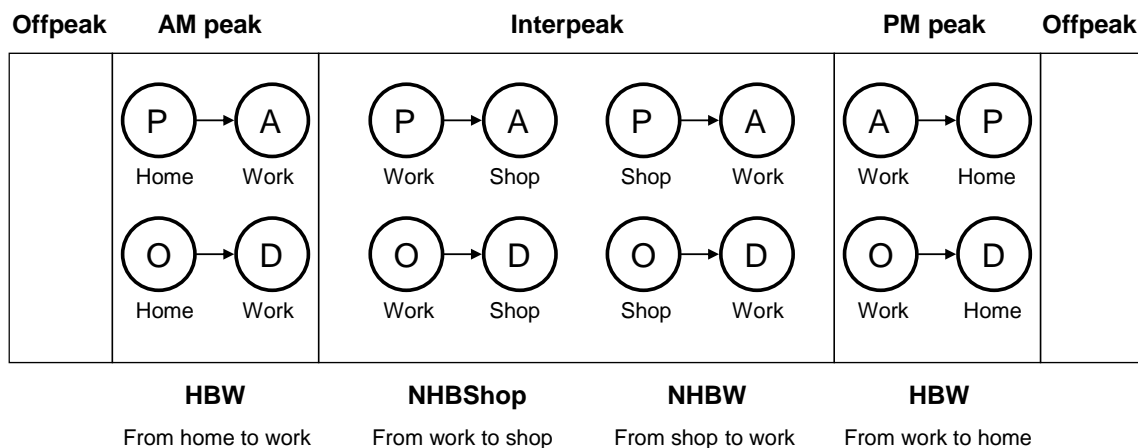 Offpeak AM peak Interpeak PM peak Offpeak
P A P A P A A P
Home Work Work Shop Shop Work Work Home
O D O D O D O D
Home Work Work Shop Shop Work Work Home
HBW NHBShop NHBW HBW
From home to work From work to shop From shop to work From work to home